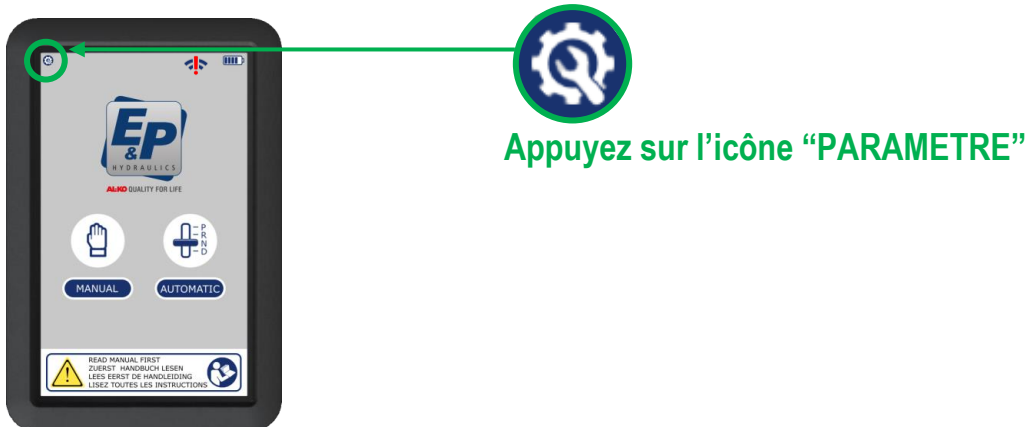 Appuyez sur l’icône “PARAMETRE”
E&P
HYDRAULICS
AL-KO QUALITY FOR LIFE
P
R
N
D
MANUAL
AUTOMATIC
READ MANUAL FIRST
ZUERST HANDBUCH LESEN
LEES EERST DE HANDLEIDING
LISEZ TOUTES LES INSTRUCTIONS